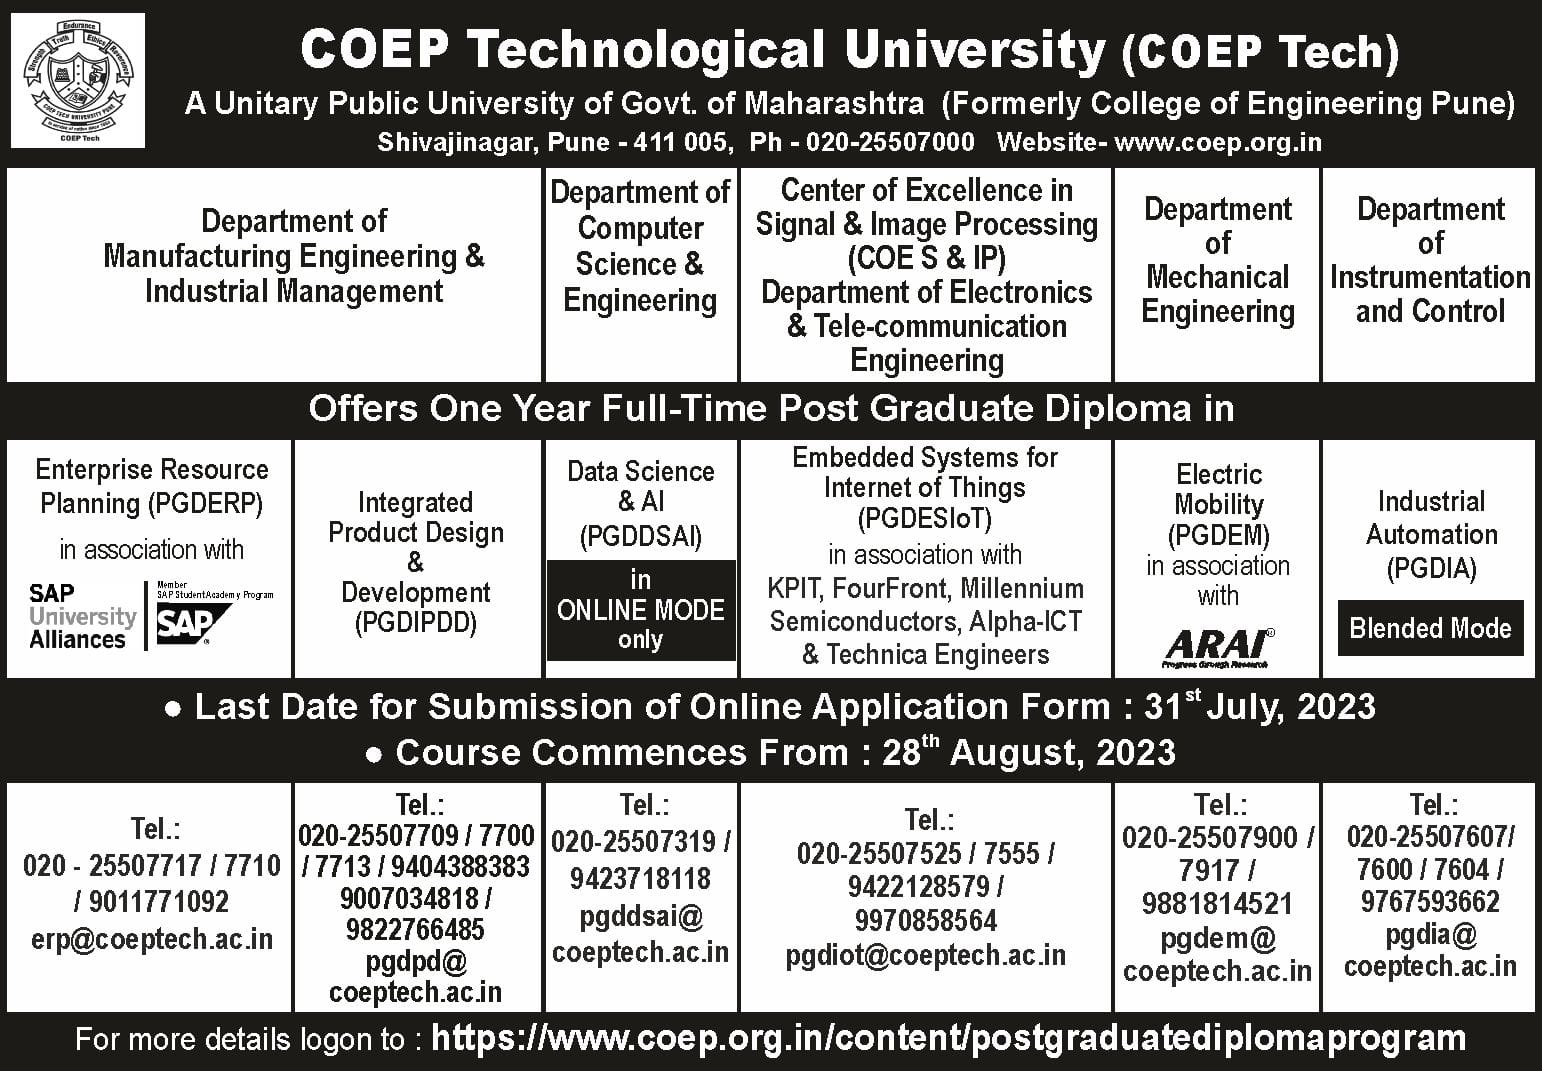 Endurance
Strength
Truth
Ethics
Reverence
COEP TECH UNIVERSITY PUNE
COEP Tech
COEP Technological University (COEP Tech)
A Unitary Public University of Govt. of Maharashtra (Formerly College of Engineering Pune)
Shivajinagar, Pune - 411 005, Ph - 020-25507000 Website- www.coep.org.in
Department of
Manufacturing Engineering &
Industrial Management
Department of
Computer
Science &
Engineering
Center of Excellence in
Signal & Image Processing
(COE S & IP)
Department of Electronics
& Tele-communication
Engineering
Department
of
Mechanical
Engineering
Department
of
Instrumentation
and Control
Offers One Year Full-Time Post Graduate Diploma in
Enterprise Resource
Planning (PGDERP)
in association with
SAP
University
Alliances
Member
SAP StudentAcademy Program
SAP
Integrated
Product Design
&
Development
(PGDIPDD)
Data Science
& AI
(PGDDSAI)
in
ONLINE MODE
only
Embedded Systems for
Internet of Things
(PGDESIoT)
in association with
KPIT, FourFront, Millennium
Semiconductors, Alpha-ICT
& Technica Engineers
Electric
Mobility
(PGDEM)
in association
with
ARAI®
Progress through Research
Industrial
Automation
(PGDIA)
Blended Mode
● Last Date for Submission of Online Application Form : 31st July, 2023
● Course Commences From : 28th August, 2023
Tel.:
020 - 25507717 / 7710
/ 9011771092
erp@coeptech.ac.in
Tel.:
020-25507709 / 7700
/ 7713 / 9404388383
9007034818 /
9822766485
pgdpd@
coeptech.ac.in
Tel.:
020-25507319 /
9423718118
pgddsai@
coeptech.ac.in
Tel.:
020-25507525 / 7555 /
9422128579 /
9970858564
pgdiot@coeptech.ac.in
Tel.:
020-25507900 /
7917 /
9881814521
pgdem@
coeptech.ac.in
Tel.:
020-25507607/
7600 / 7604 /
9767593662
pgdia@
coeptech.ac.in
For more details logon to : https://www.coep.org.in/content/postgraduatediplomaprogram